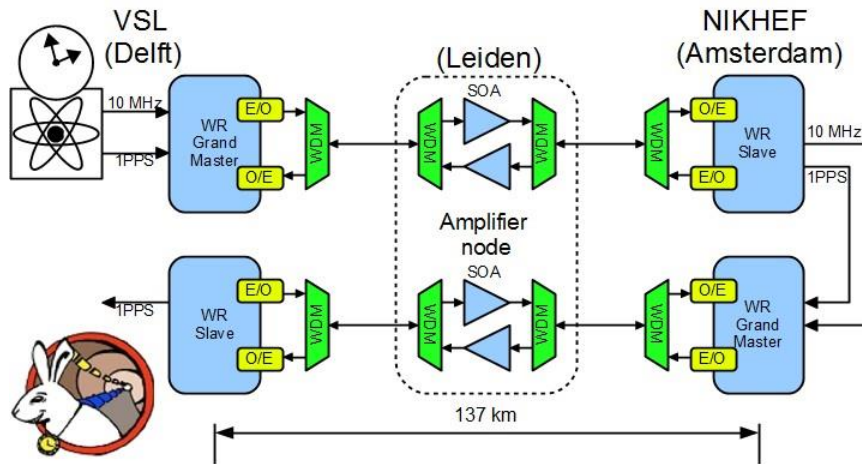 VSL
(Delft)
(Leiden)
NIKHEF
(Amsterdam)
10 MHz
1PPS
WR
Grand
Master
E/O
O/E
WDM
WDM
SOA
WDM
WDM
O/E
E/O
WR
Slave
10 MHz
1PPS
Amplifier
node
1PPS
WR
Slave
E/O
O/E
WDM
WDM
SOA
WDM
WDM
O/E
E/O
WR
Grand
Master
137 km